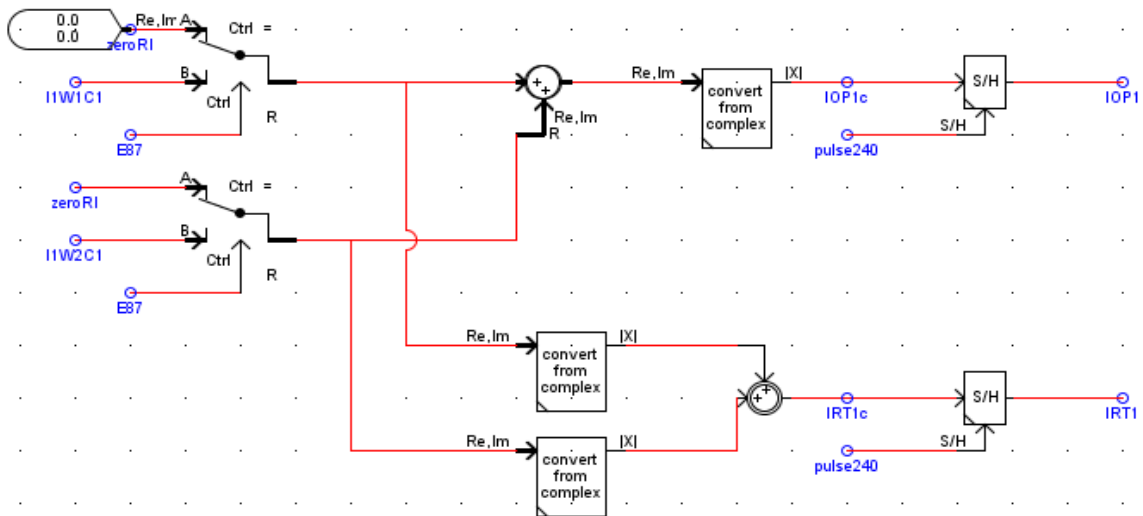 0.0
0.0
Re,Im
A
zeroRI
Ctrl =
I1W1C1
B
Ctrl
R
E87
+
+
Re,Im
R
Re,Im
convert
from
complex
|X|
IOP1c
S/H
IOP1
S/H
pulse240
A
zeroRI
Ctrl =
I1W2C1
B
Ctrl
R
E87
Re,Im
convert
from
complex
|X|
+
+
IRT1c
S/H
IRT1
S/H
pulse240
Re,Im
convert
from
complex
|X|